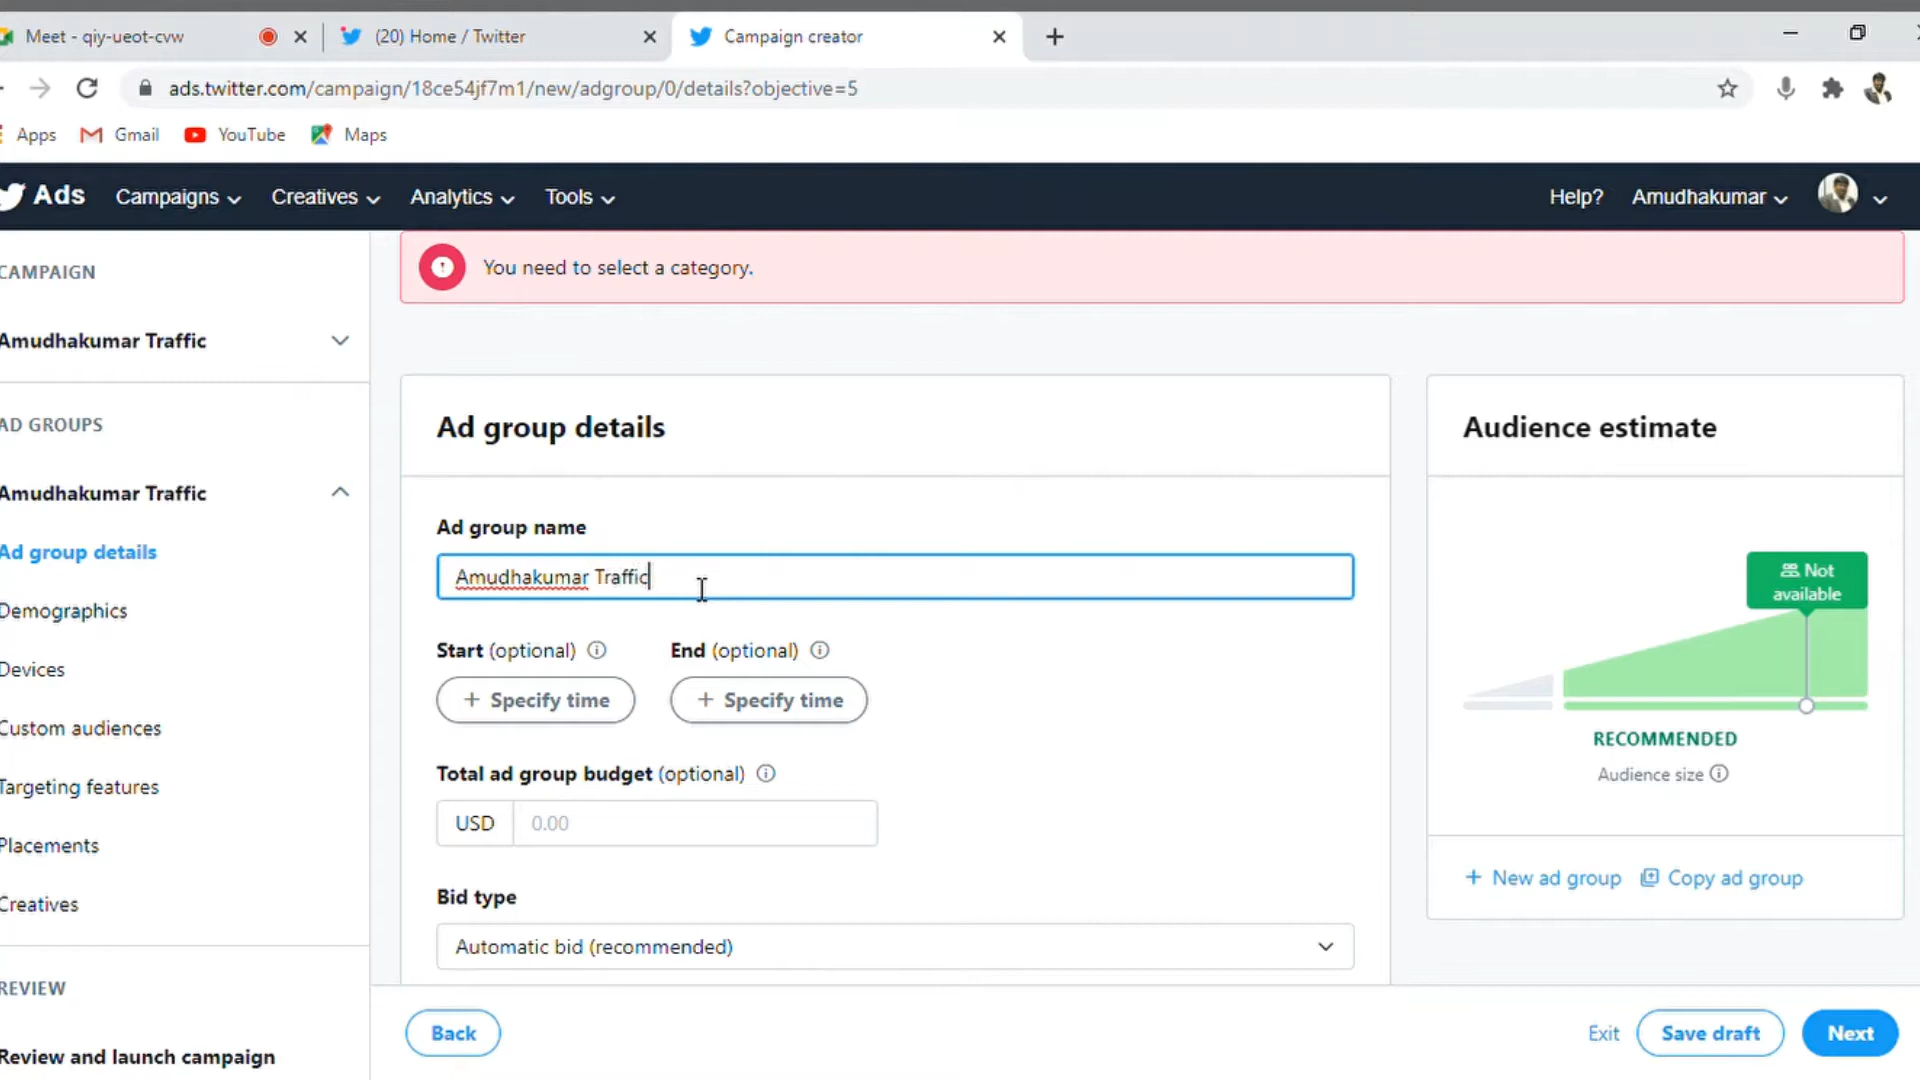 Meet - qiy-ueot-cvw
(20) Home / Twitter
Campaign creator
ads.twitter.com/campaign/18ce54jf7m1/new/adgroup/0/details?objective=5
Apps Gmail YouTube Maps
Ads Campaigns Creatives Analytics Tools Help? Amudhakumar
CAMPAIGN
Amudhakumar Traffic
AD GROUPS
Amudhakumar Traffic
Ad group details
Demographics
Devices
Custom audiences
Targeting features
Placements
Creatives
REVIEW
Review and launch campaign
You need to select a category.
Ad group details
Ad group name
Amudhakumar Traffic
Start (optional) End (optional)
+ Specify time + Specify time
Total ad group budget (optional)
USD 0.00
Bid type
Automatic bid (recommended)
Audience estimate
Not
available
RECOMMENDED
Audience size
+ New ad group Copy ad group
Back Exit Save draft Next